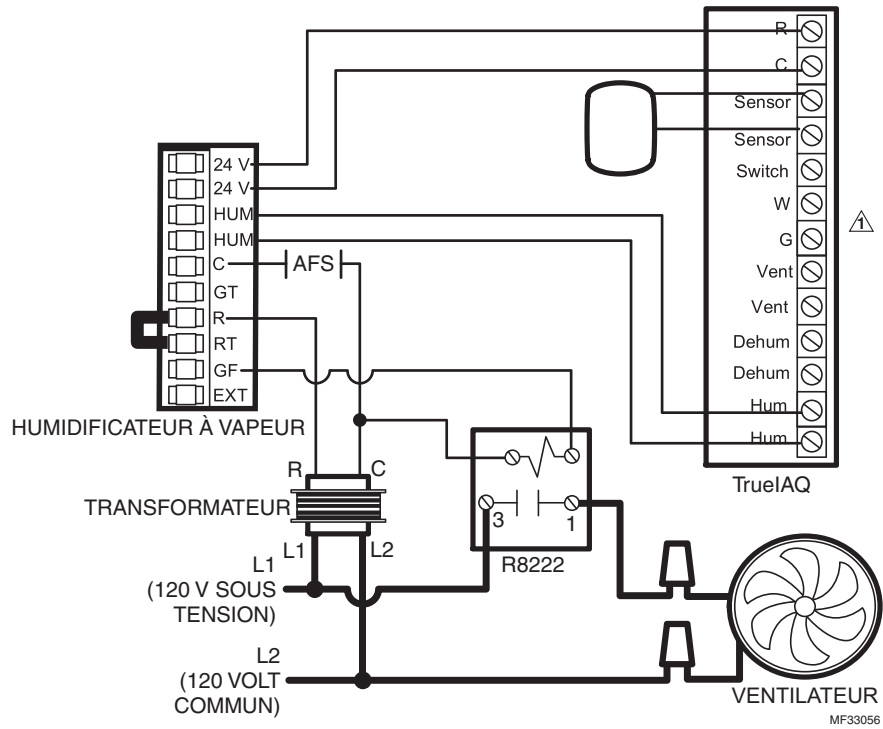 R
C
Sensor
Sensor
Switch
W
G
Vent
Vent
Dehum
Dehum
Hum
Hum
TrueIAQ
1
24 V
24 V
HUM
HUM
C
GT
R
RT
GF
EXT
AFS
HUMIDIFICATEUR À VAPEUR
R
C
TRANSFORMATEUR
L1
L2
3
1
R8222
L1
(120 V SOUS
TENSION)
L2
(120 VOLT
COMMUN)
VENTILATEUR
MF33056